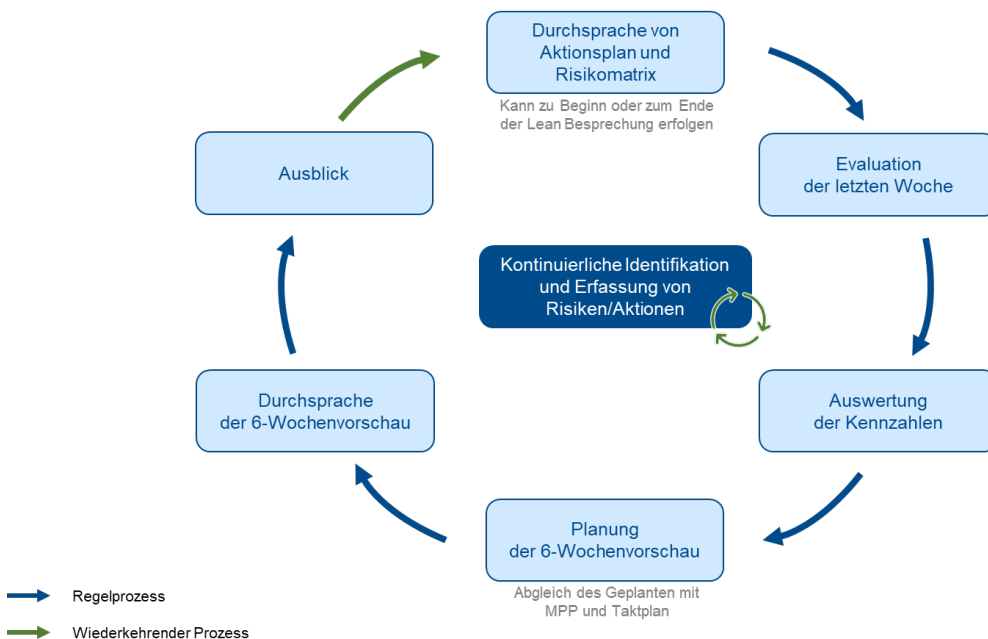 Durchsprache von
Aktionsplan und
Risikomatrix
Kann zu Beginn oder zum Ende
der Lean Besprechung erfolgen
Ausblick
Evaluation
der letzten Woche
Kontinuierliche Identifikation
und Erfassung von
Risiken/Aktionen
Durchsprache
der 6-Wochenvorschau
Auswertung
der Kennzahlen
Planung
der 6-Wochenvorschau
Abgleich des Geplanten mit
MPP und Taktplan
Regelprozess
Wiederkehrender Prozess